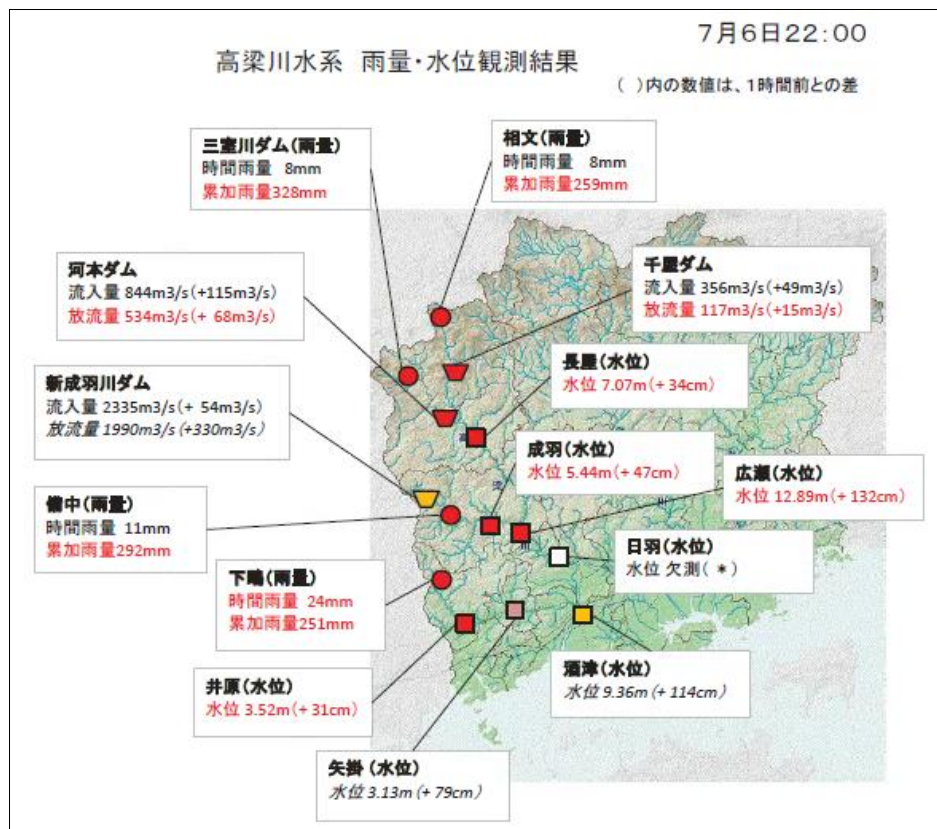 7月6日22:00
高梁川水系 雨量・水位観測結果
( )内の数値は、1時間前との差
三室川ダム(雨量)
時間雨量 8mm
累加雨量328mm
相文(雨量)
時間雨量 8mm
累加雨量259mm
河本ダム
流入量 844m3/s(+115m3/s)
放流量 534m3/s(+ 68m3/s)
千屋ダム
流入量 356m3/s(+49m3/s)
放流量 117m3/s(+15m3/s)
長屋(水位)
水位 7.07m(+ 34cm)
新成羽川ダム
流入量 2335m3/s(+ 54m3/s)
放流量 1990m3/s(+330m3/s)
成羽(水位)
水位 5.44m(+ 47cm)
広瀬(水位)
水位 12.89m(+ 132cm)
備中(雨量)
時間雨量 11mm
累加雨量292mm
日羽(水位)
水位 欠測( * )
下鴫(雨量)
時間雨量 24mm
累加雨量251mm
酒津(水位)
水位 9.36m(+ 114cm)
井原(水位)
水位 3.52m(+ 31cm)
矢掛 (水位)
水位 3.13m (+ 79cm)